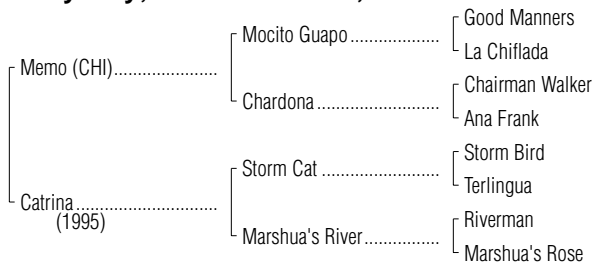 Good Manners
Mocito Guapo........................
La Chiflada
Memo (CHI).....................
Chairman Walker
Chardona.........................
Ana Frank
Storm Bird
Storm Cat ........................
Terlingua
Catrina.............................
(1995)
Riverman
Marshua's River................
Marshua's Rose